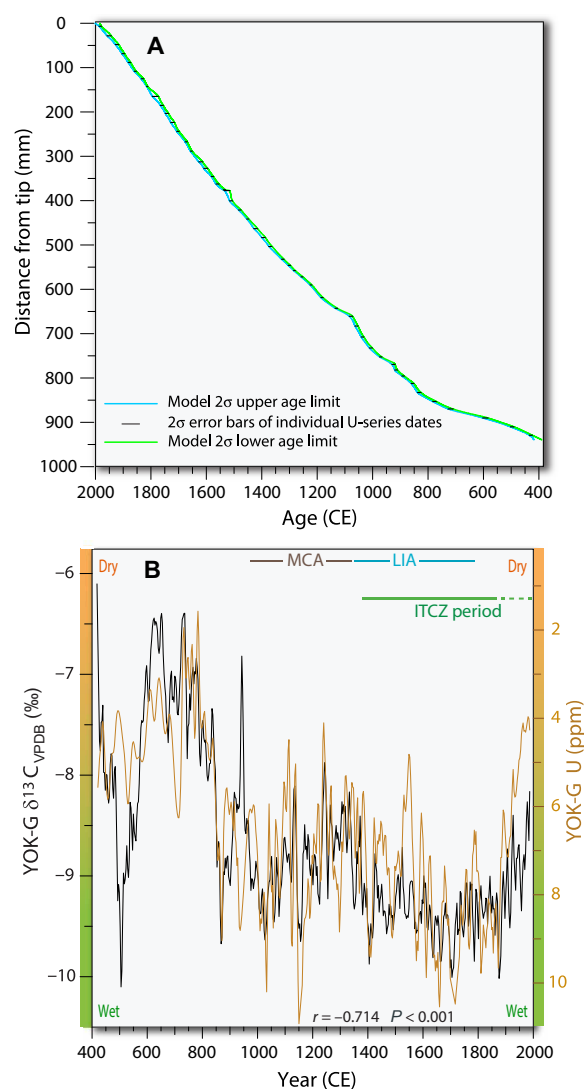 A
Distance from tip (mm)
0
100
200
300
400
500
600
700
800
900
1000
Model 2σ upper age limit
2σ error bars of individual U-series dates
Model 2σ lower age limit
2000 1800 1600 1400 1200 1000 800 600 400
Age (CE)
B
Dry MCA LIA Dry
ITCZ period
YOK-G δ¹³C VPDB (‰)
−6
−7
−8
−9
−10
YOK-G U (ppm)
2
4
6
8
10
Wet r = −0.714 P < 0.001 Wet
400 600 800 1000 1200 1400 1600 1800 2000
Year (CE)